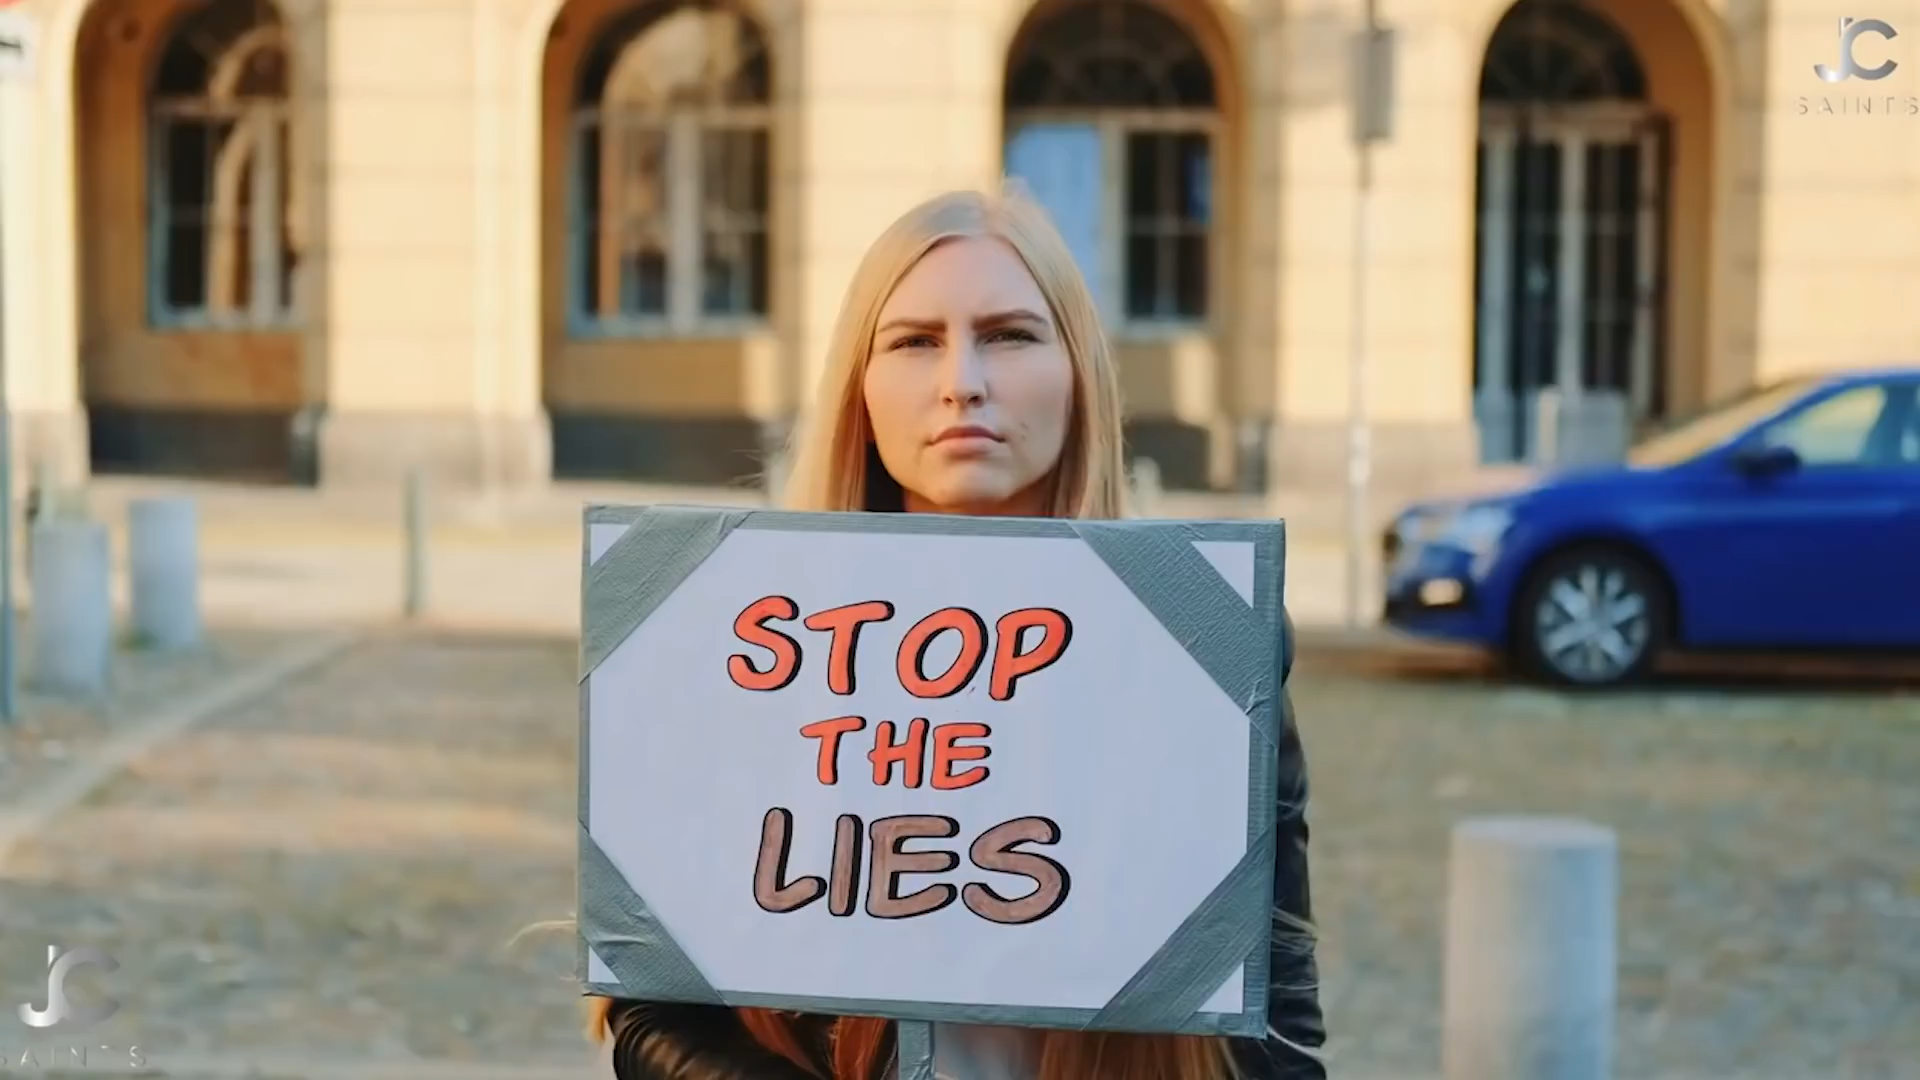 JC
SAINTS
STOP
THE
LIES
JC
SAINTS